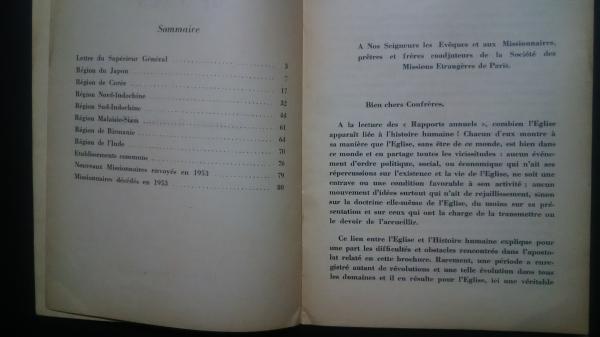 Sommaire
Lettre du Supérieur Général 3
Région du Japon 7
Région de Corée 17
Région Nord-Indochine 32
Région Sud-Indochine 44
Région Malaisie-Siam 61
Région de Birmanie 64
Région de l'Inde 70
Etablissements communs 76
Nouveaux Missionnaires envoyés en 1953 79
Missionnaires décédés en 1953 80
A Nos Seigneurs les Evêques et aux Missionnaires,
prêtres et frères coadjuteurs de la Société des
Missions Etrangères de Paris.
Bien chers Confrères,
A la lecture des « Rapports annuels », combien l'Eglise
apparaît liée à l'histoire humaine ! Chacun d'eux montre à
sa manière que l'Eglise, sans être de ce monde, est bien dans
ce monde et en partage toutes les vicissitudes : aucun événe-
ment d'ordre politique, social, ou économique qui n'ait ses
répercussions sur l'existence et la vie de l'Eglise, ne soit une
entrave ou une condition favorable à son activité ; aucun
mouvement d'idées surtout qui n'ait de rejaillissement, sinon
sur la doctrine elle-même de l'Eglise, du moins sur sa pré-
sentation et sur ceux qui ont la charge de la transmettre ou
le devoir de l'accueillir.
Ce lien entre l'Eglise et l'Histoire humaine explique pour
une part les difficultés et obstacles rencontrés dans l'aposto-
lat relaté en cette brochure. Rarement, une période a enre-
gistré autant de révolutions et une telle évolution dans tous
les domaines et il en résulte pour l'Eglise, ici une véritable